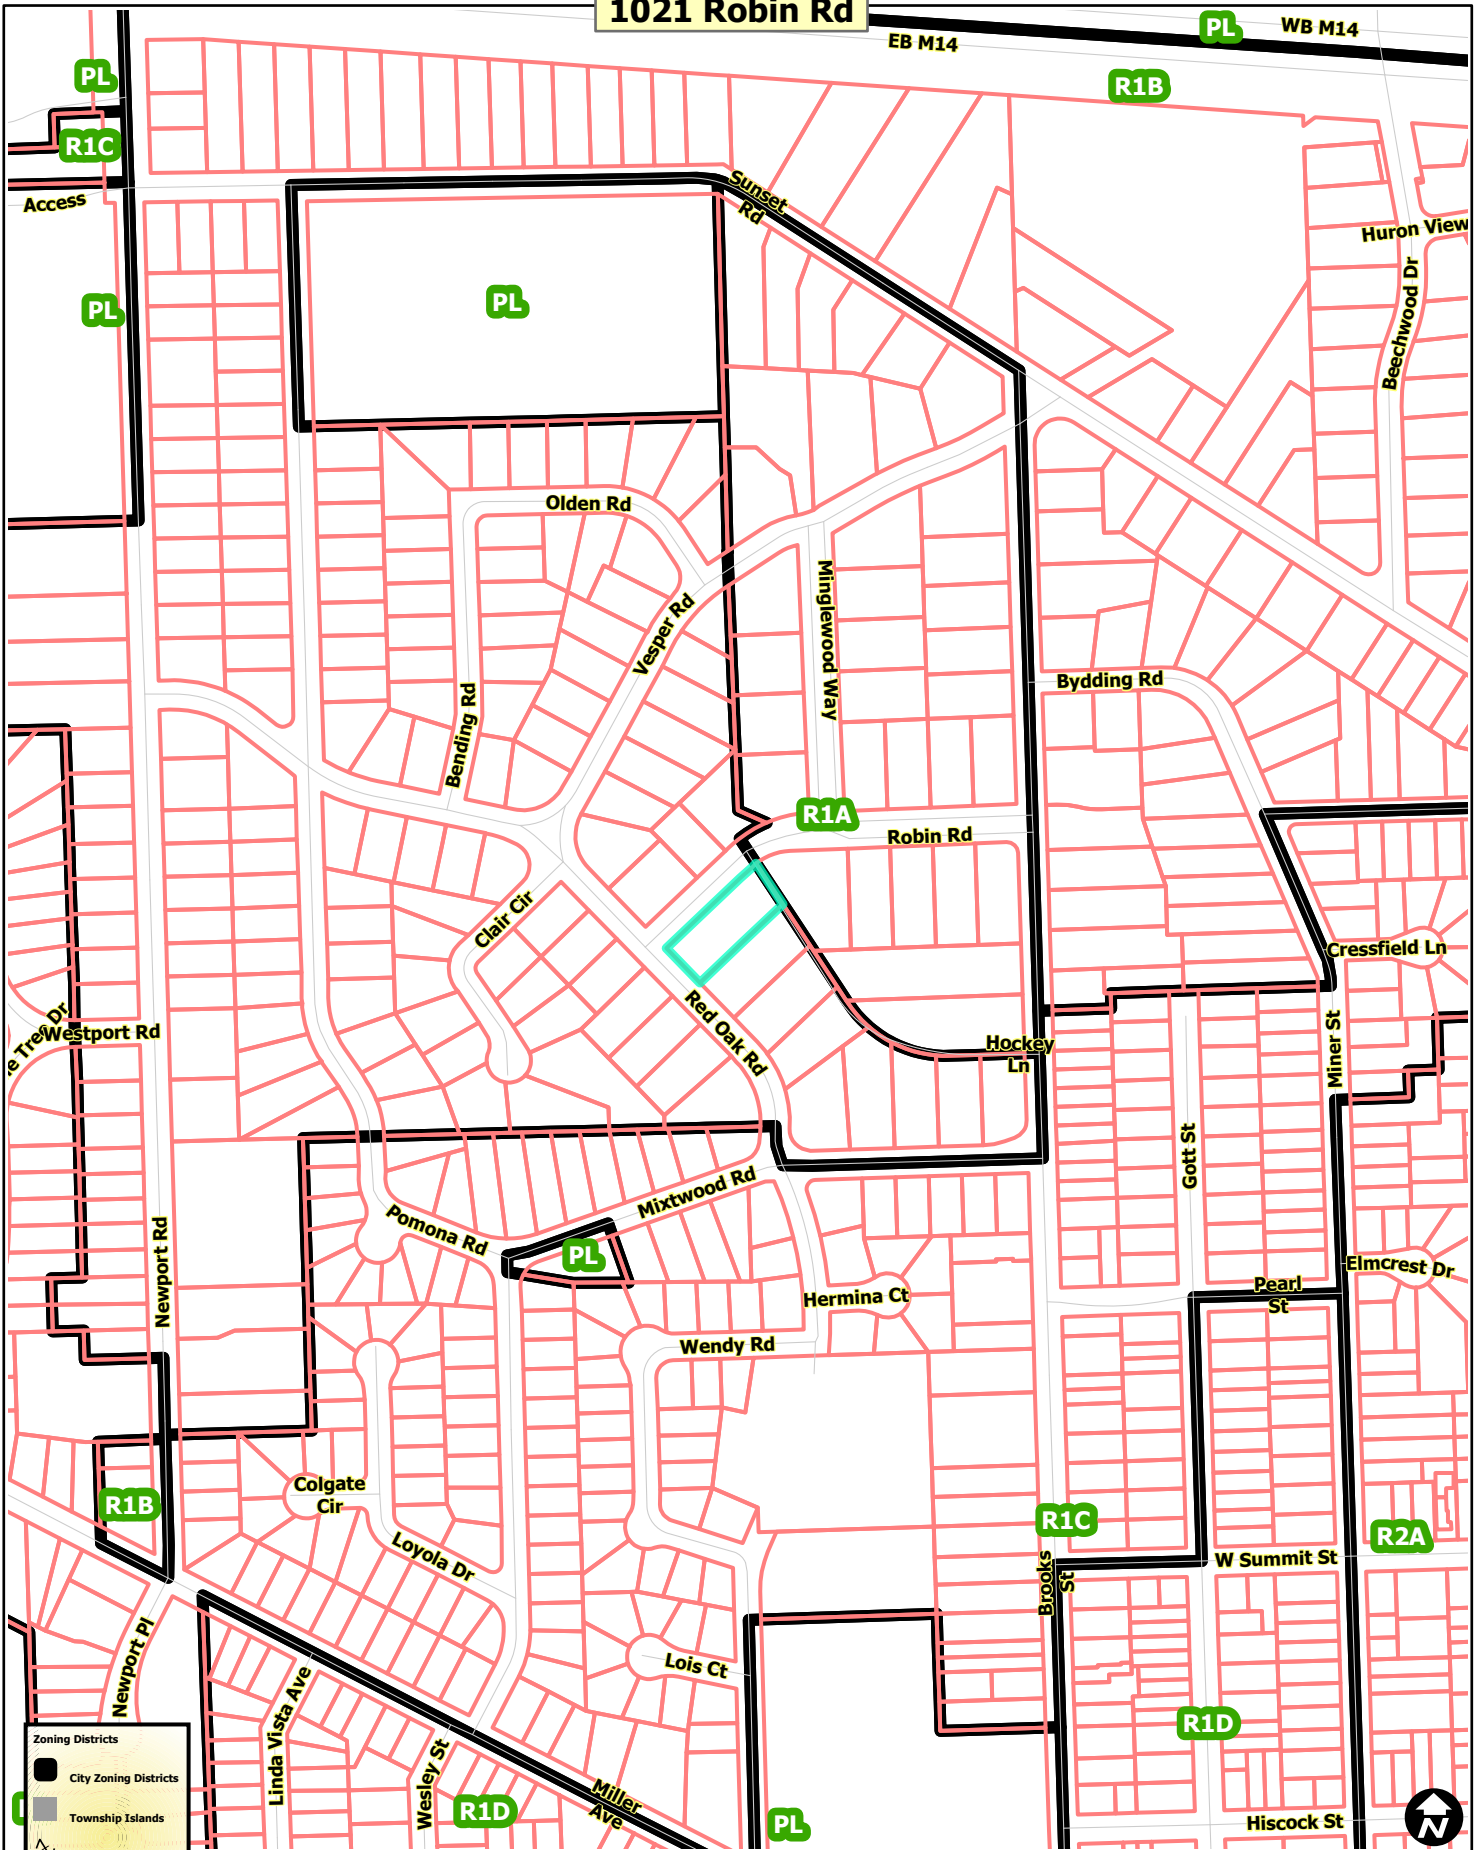 1021 Robin Rd
PL
WB M14
EB M14
PL
R1B
R1C
Access
Sunset
Rd
Huron View
PL
PL
Beechwood Dr
Olden Rd
Minglewood Way
Vesper Rd
Bydding Rd
Bending Rd
R1A
Robin Rd
Clair Cir
Cressfield Ln
Red Oak Rd
e Tree Dr
Westport Rd
Hockey
Ln
Miner St
Gott St
Mixtwood Rd
Pomona Rd
Newport Rd
PL
Elmcrest Dr
Pearl
St
Hermina Ct
Wendy Rd
Colgate
Cir
R1B
R1C
R2A
Loyola Dr
W Summit St
Brooks
St
Newport Pl
Lois Ct
Linda Vista Ave
R1D
Zoning Districts
City Zoning Districts
Township Islands
Wesley St
Miller
Ave
R1D
PL
Hiscock St
N